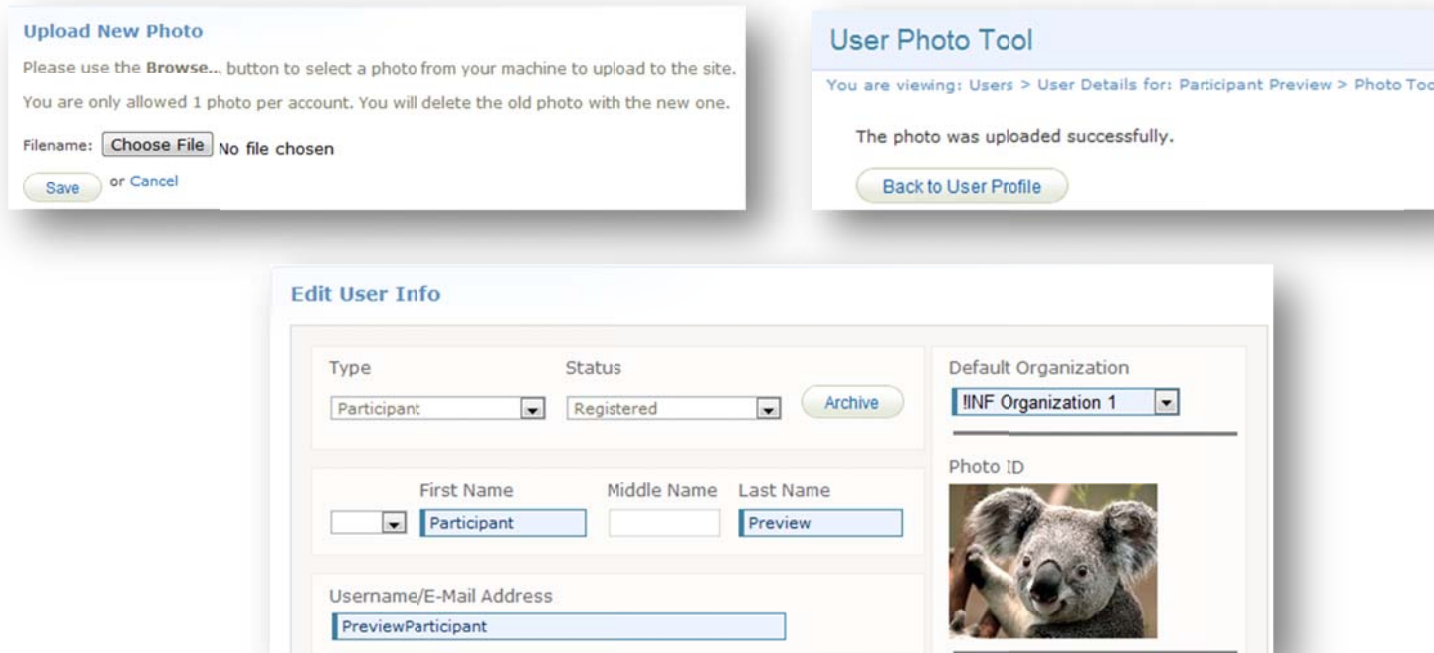 Upload New Photo
Please use the Browse... button to select a photo from your machine to upload to the site.
You are only allowed 1 photo per account. You will delete the old photo with the new one.
Filename: Choose File No file chosen
Save or Cancel
User Photo Tool
You are viewing: Users > User Details for: Participant Preview > Photo Too
The photo was uploaded successfully.
Back to User Profile
Edit User Info
Type Status
Participant Registered Archive
First Name Middle Name Last Name
Participant Preview
Username/E-Mail Address
PreviewParticipant
Default Organization
!INF Organization 1
Photo ID